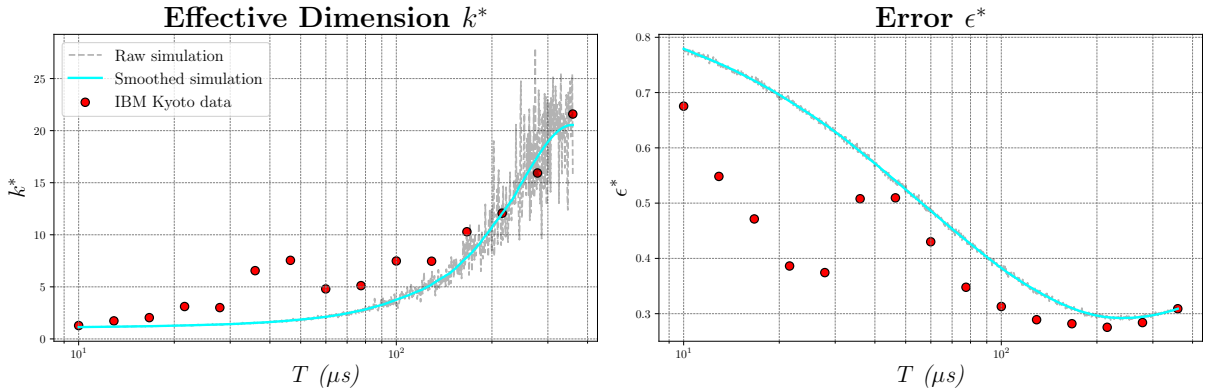 Effective Dimension k*
Raw simulation
Smoothed simulation
IBM Kyoto data
k*
25
20
15
10
5
0
10¹
10²
T (μs)
Error ϵ*
ϵ*
0.8
0.7
0.6
0.5
0.4
0.3
10¹
10²
T (μs)